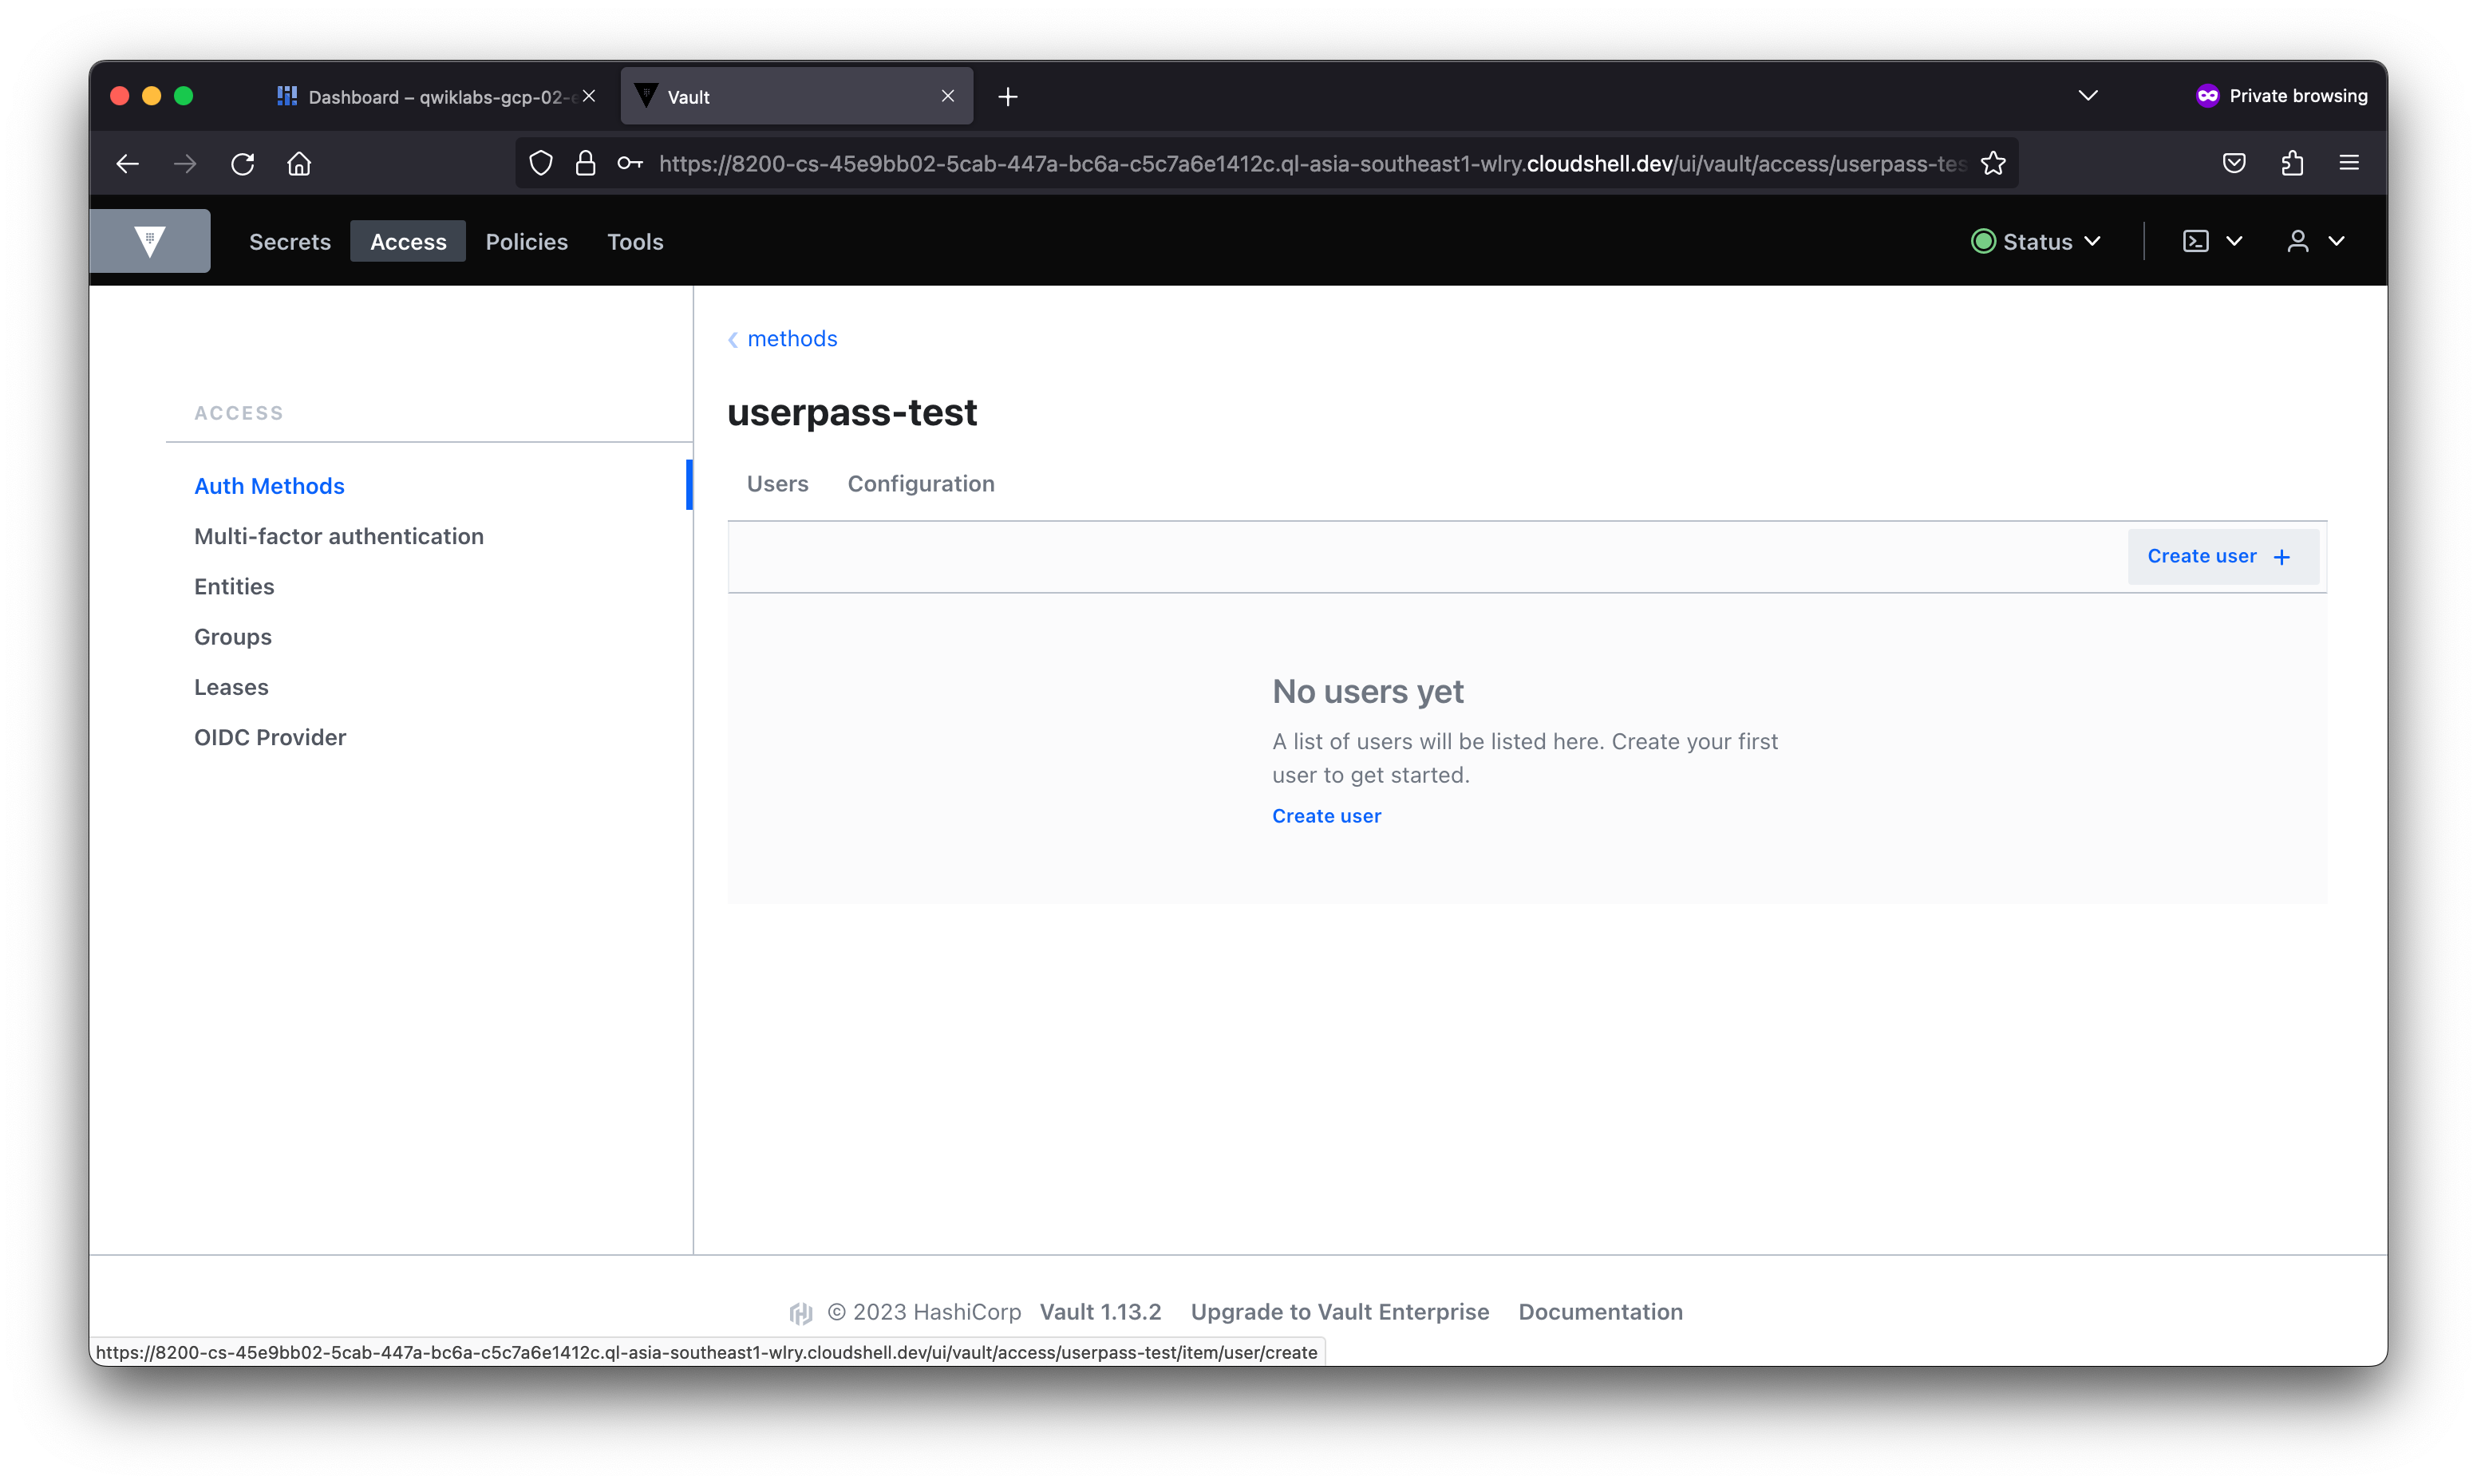 Dashboard – qwiklabs-gcp-02-
Vault
Private browsing
https://8200-cs-45e9bb02-5cab-447a-bc6a-c5c7a6e1412c.ql-asia-southeast1-wlry.cloudshell.dev/ui/vault/access/userpass-tes
Secrets
Access
Policies
Tools
Status
methods
ACCESS
userpass-test
Auth Methods
Multi-factor authentication
Entities
Groups
Leases
OIDC Provider
Users
Configuration
Create user +
No users yet
A list of users will be listed here. Create your first
user to get started.
Create user
© 2023 HashiCorp Vault 1.13.2 Upgrade to Vault Enterprise Documentation
https://8200-cs-45e9bb02-5cab-447a-bc6a-c5c7a6e1412c.ql-asia-southeast1-wlry.cloudshell.dev/ui/vault/access/userpass-test/item/user/create